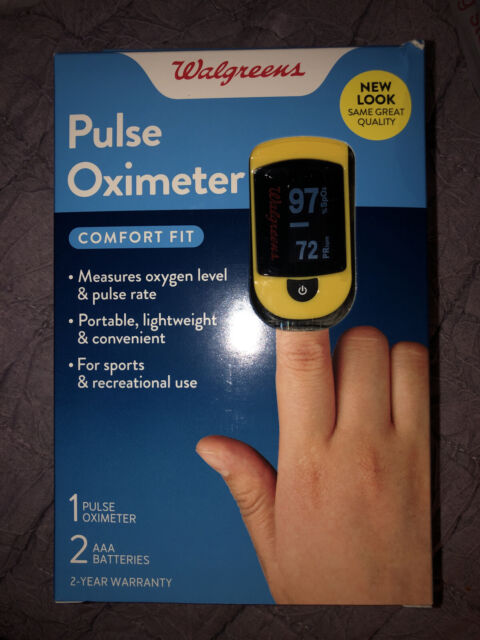 Walgreens
NEW
LOOK
SAME GREAT
QUALITY
Pulse
Oximeter
COMFORT FIT
• Measures oxygen level
& pulse rate
• Portable, lightweight
& convenient
• For sports
& recreational use
Walgreens
97 %SpO₂
72 PRbpm
1 PULSE
OXIMETER
2 AAA
BATTERIES
2-YEAR WARRANTY